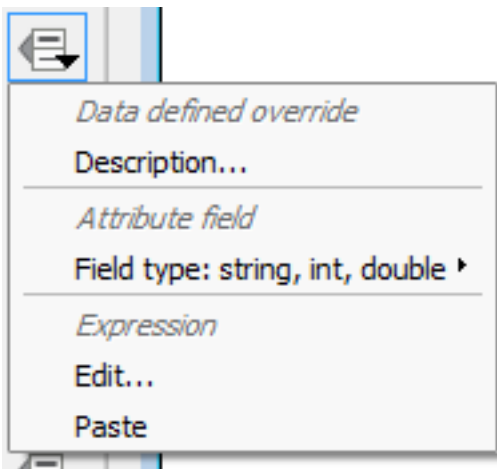 Data defined override
Description...
Attribute field
Field type: string, int, double
Expression
Edit...
Paste